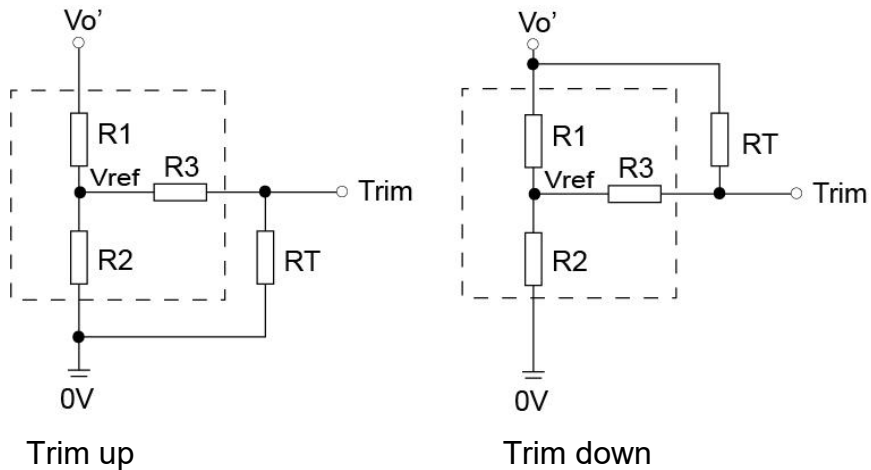 Vo'
R1
R3
Vref
Trim
R2
RT
0V
Trim up
Vo'
R1
RT
R3
Vref
Trim
R2
0V
Trim down